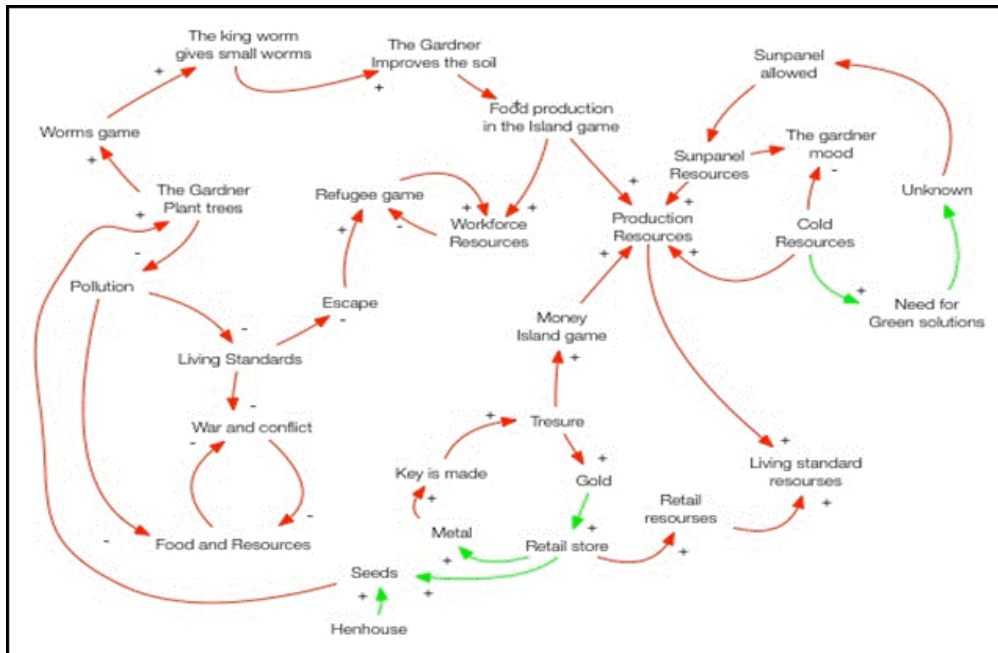 The king worm
gives small worms
The Gardner
Improves the soil
Sunpanel
allowed
+
+
+
Food production
in the Island game
Worms game
+
The gardner
mood
Sunpanel
Resources
-
The Gardner
Plant trees
Refugee game
+
Unknown
+
+
+
+
+
Production
Resources
Workforce
Resources
-
Cold
Resources
-
+
+
+
Pollution
+
Escape
-
Need for
Green solutions
Money
Island game
-
Living Standards
+
-
War and conflict
-
+
Tresure
+
+
Key is made
Gold
Living standard
resourses
+
+
Retail
resourses
-
-
Food and Resources
Metal
+
+
Retail store
+
Seeds
+
+
Henhouse